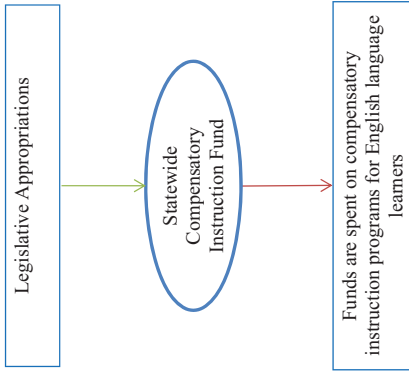 Legislative Appropriations
Statewide
Compensatory
Instruction Fund
Funds are spent on compensatory
instruction programs for English language
learners